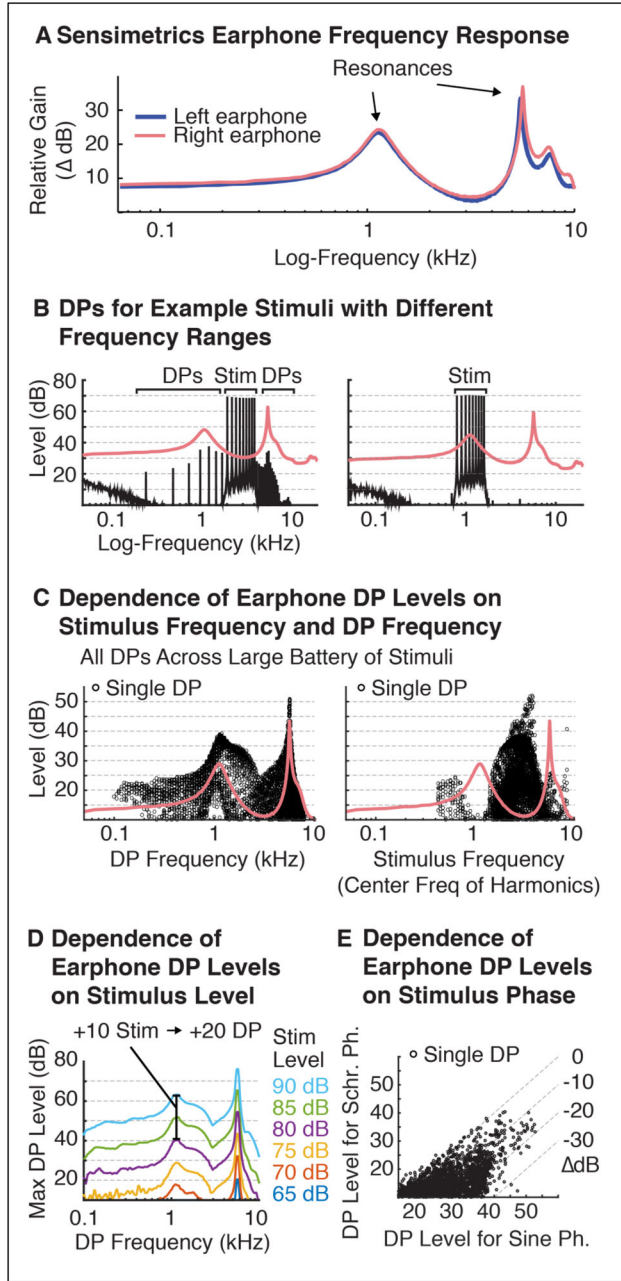 A Sensimetrics Earphone Frequency Response
Resonances
Relative Gain
(Δ dB)
30
20
10
Left earphone
Right earphone
0.1
1
10
Log-Frequency (kHz)
B DPs for Example Stimuli with Different
Frequency Ranges
DPs
Stim
DPs
Stim
Level (dB)
80
60
40
20
0.1
1
10
0.1
1
10
Log-Frequency (kHz)
C Dependence of Earphone DP Levels on
Stimulus Frequency and DP Frequency
All DPs Across Large Battery of Stimuli
Single DP
Single DP
Level (dB)
50
40
30
20
0.1
1
10
0.1
1
10
DP Frequency (kHz)
Stimulus Frequency
(Center Freq of Harmonics)
D Dependence of
Earphone DP Levels
on Stimulus Level
+10 Stim → +20 DP
Max DP Level (dB)
80
60
40
20
0.1
1
10
DP Frequency (kHz)
Stim
Level
90 dB
85 dB
80 dB
75 dB
70 dB
65 dB
E Dependence of
Earphone DP Levels
on Stimulus Phase
Single DP
DP Level for Schr. Ph.
50
40
30
20
0
-10
-20
-30
ΔdB
20 30 40 50
DP Level for Sine Ph.